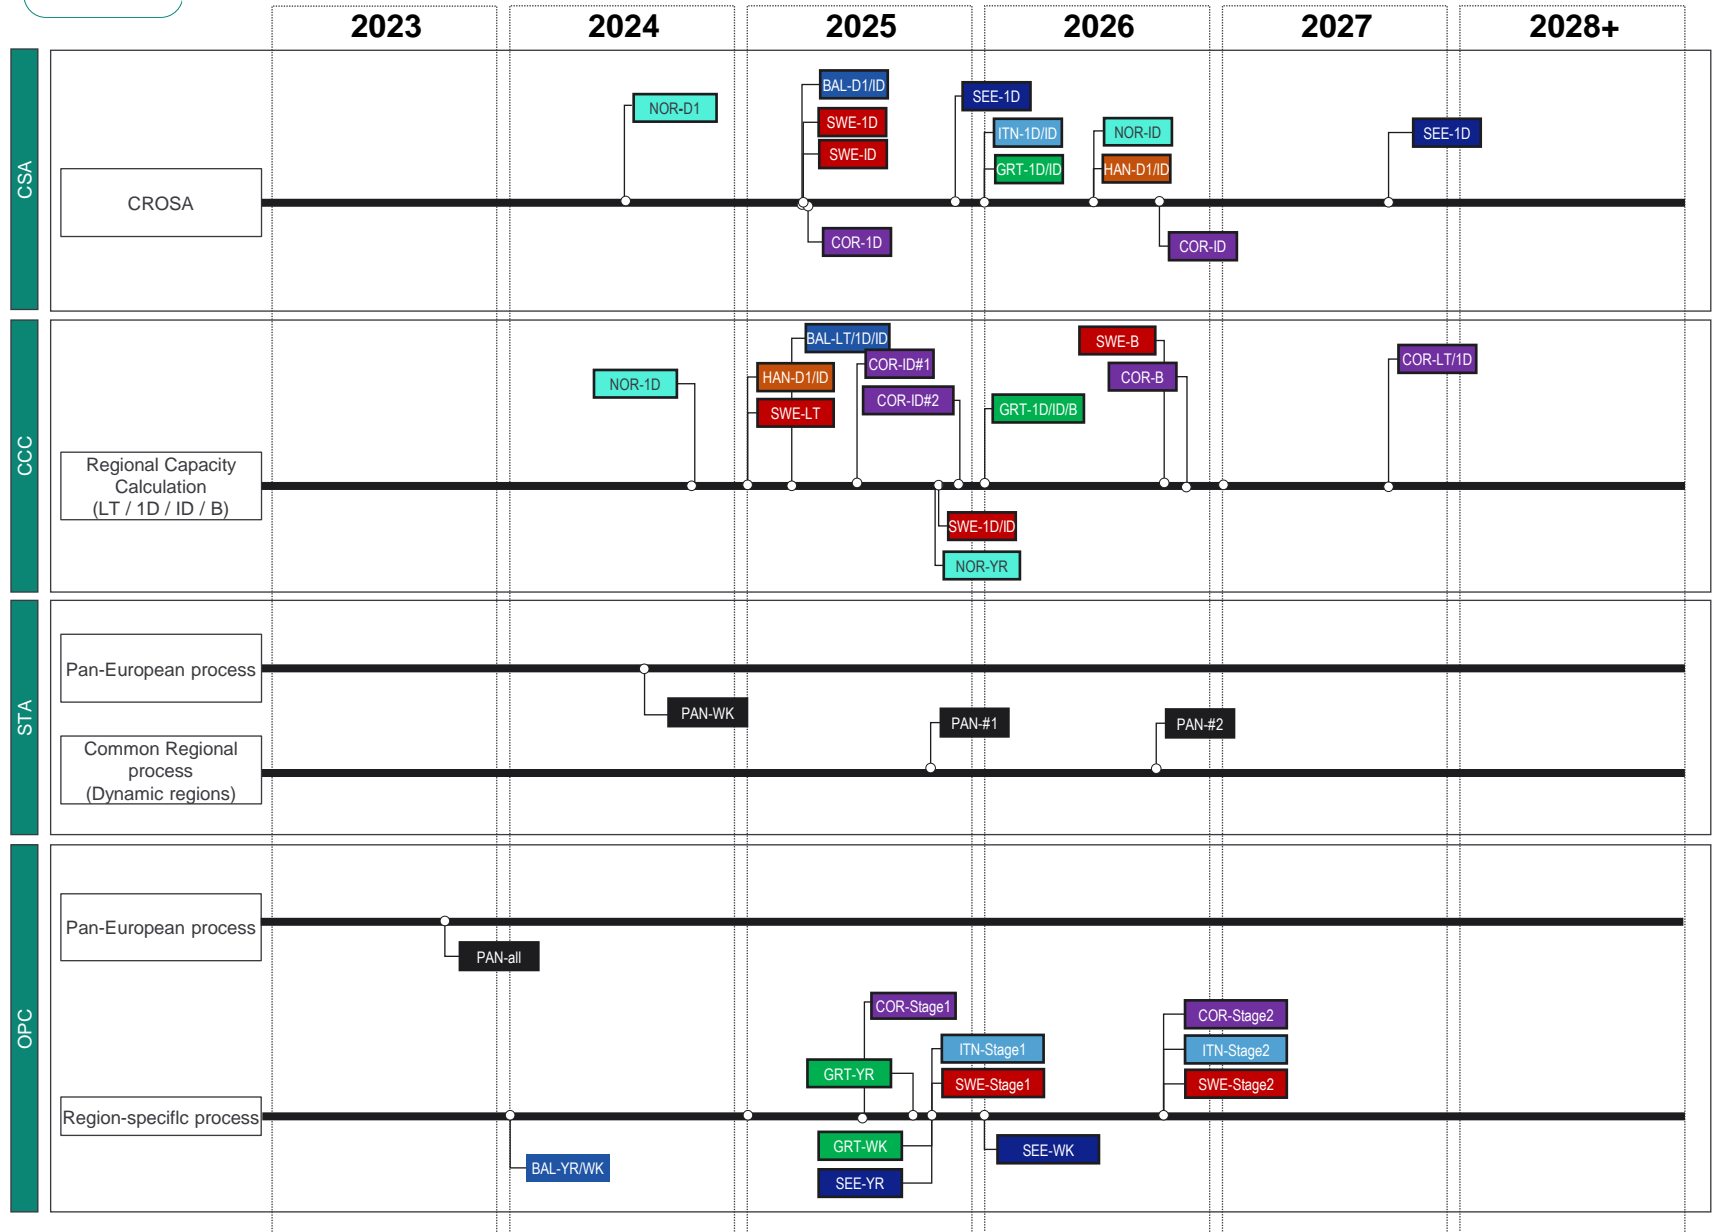 2023
2024
2025
2026
2027
2028+
CSA
CROSA
NOR-D1
BAL-D1/ID
SWE-1D
SWE-ID
COR-1D
SEE-1D
ITN-1D/ID
GRT-1D/ID
NOR-ID
HAN-D1/ID
COR-ID
SEE-1D
CCC
Regional Capacity
Calculation
(LT / 1D / ID / B)
NOR-1D
BAL-LT/1D/ID
HAN-D1/ID
SWE-LT
COR-ID#1
COR-ID#2
SWE-1D/ID
NOR-YR
GRT-1D/ID/B
SWE-B
COR-B
COR-LT/1D
STA
Pan-European process
PAN-WK
Common Regional
process
(Dynamic regions)
PAN-#1
PAN-#2
OPC
Pan-European process
PAN-all
Region-specific process
BAL-YR/WK
COR-Stage1
GRT-YR
ITN-Stage1
SWE-Stage1
GRT-WK
SEE-YR
SEE-WK
COR-Stage2
ITN-Stage2
SWE-Stage2